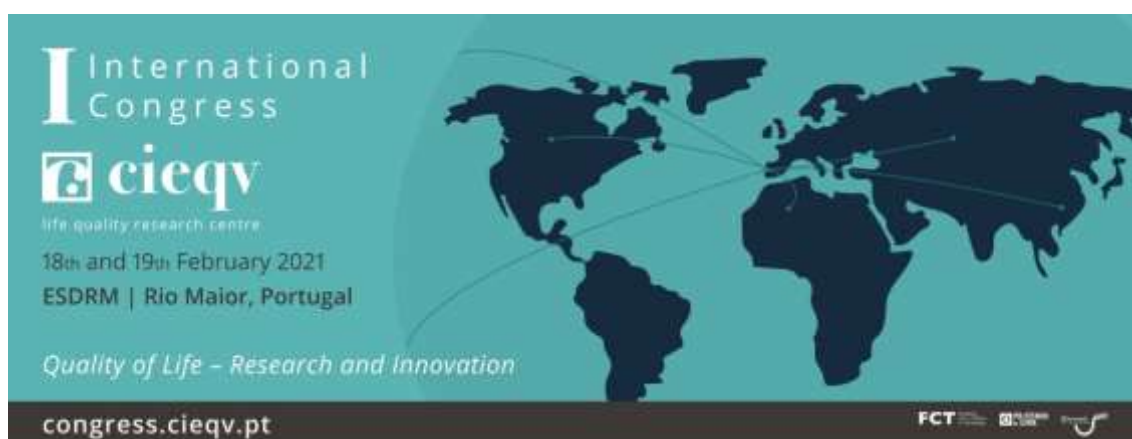 I International
Congress
cieqv
life quality research centre
18th and 19th February 2021
ESDRM | Rio Maior, Portugal
Quality of Life – Research and Innovation
congress.cieqv.pt
FCT